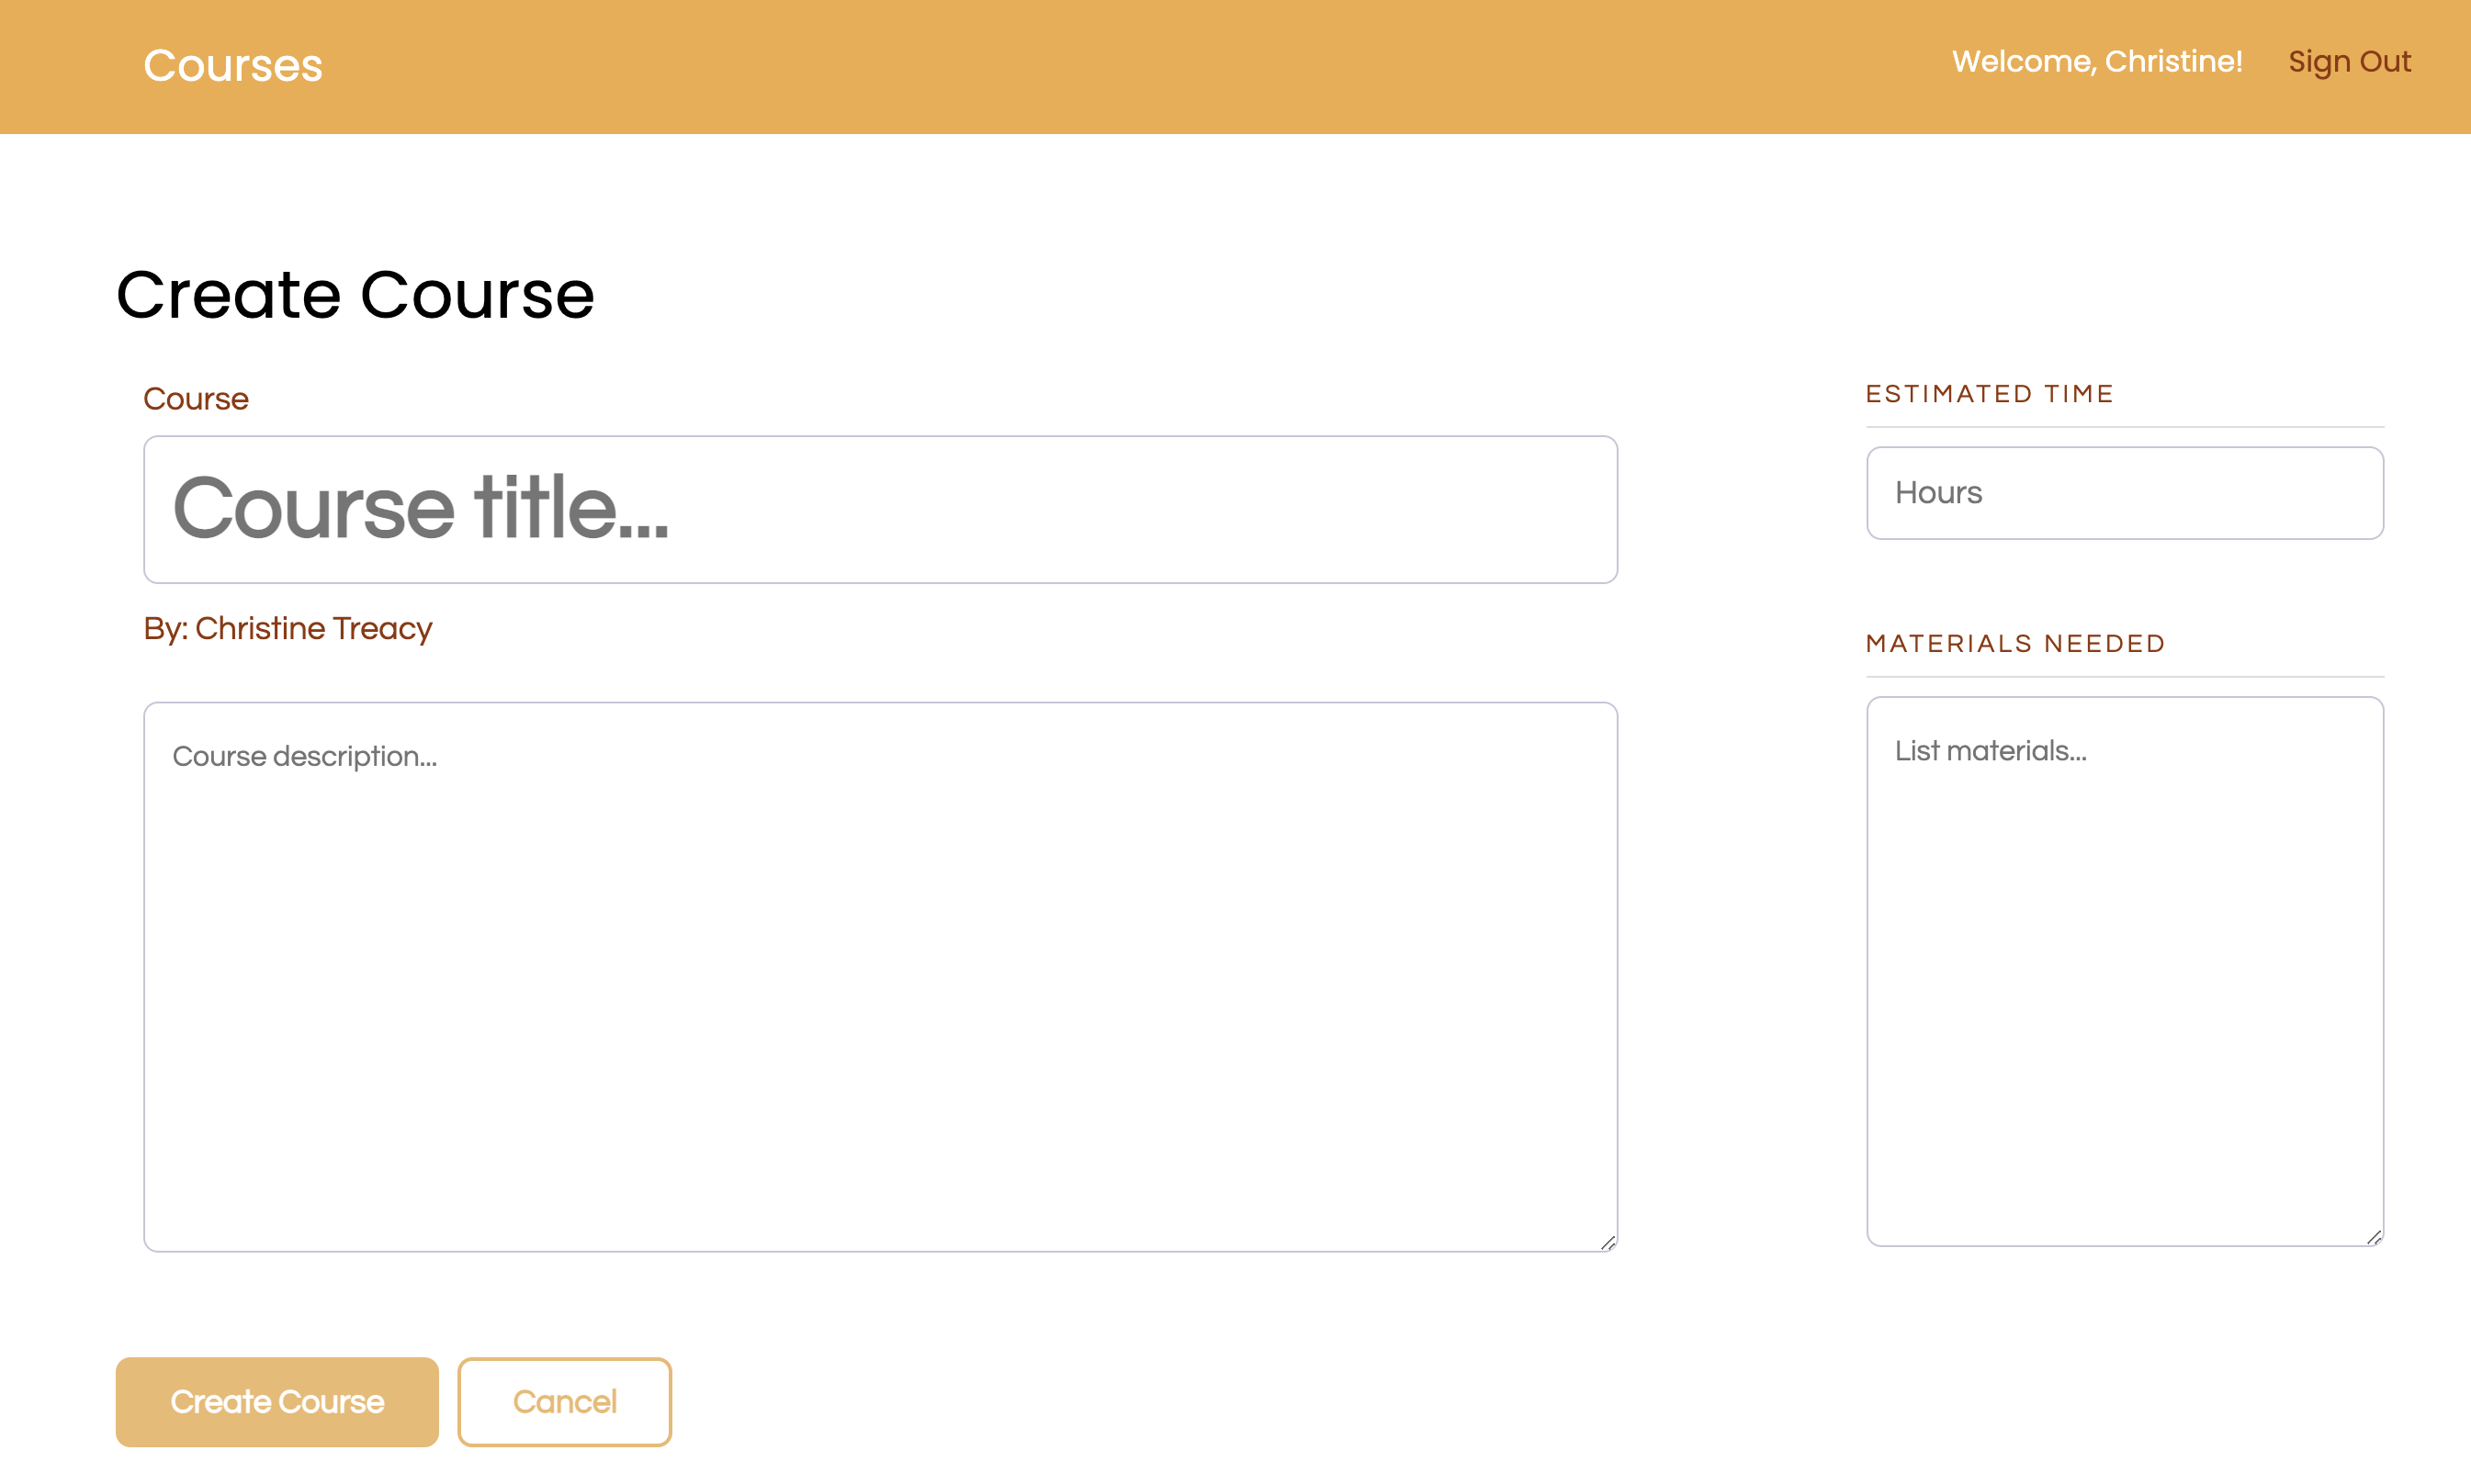 Courses
Welcome, Christine!
Sign Out
Create Course
Course
Course title...
By: Christine Treacy
Course description...
ESTIMATED TIME
Hours
MATERIALS NEEDED
List materials...
Create Course
Cancel